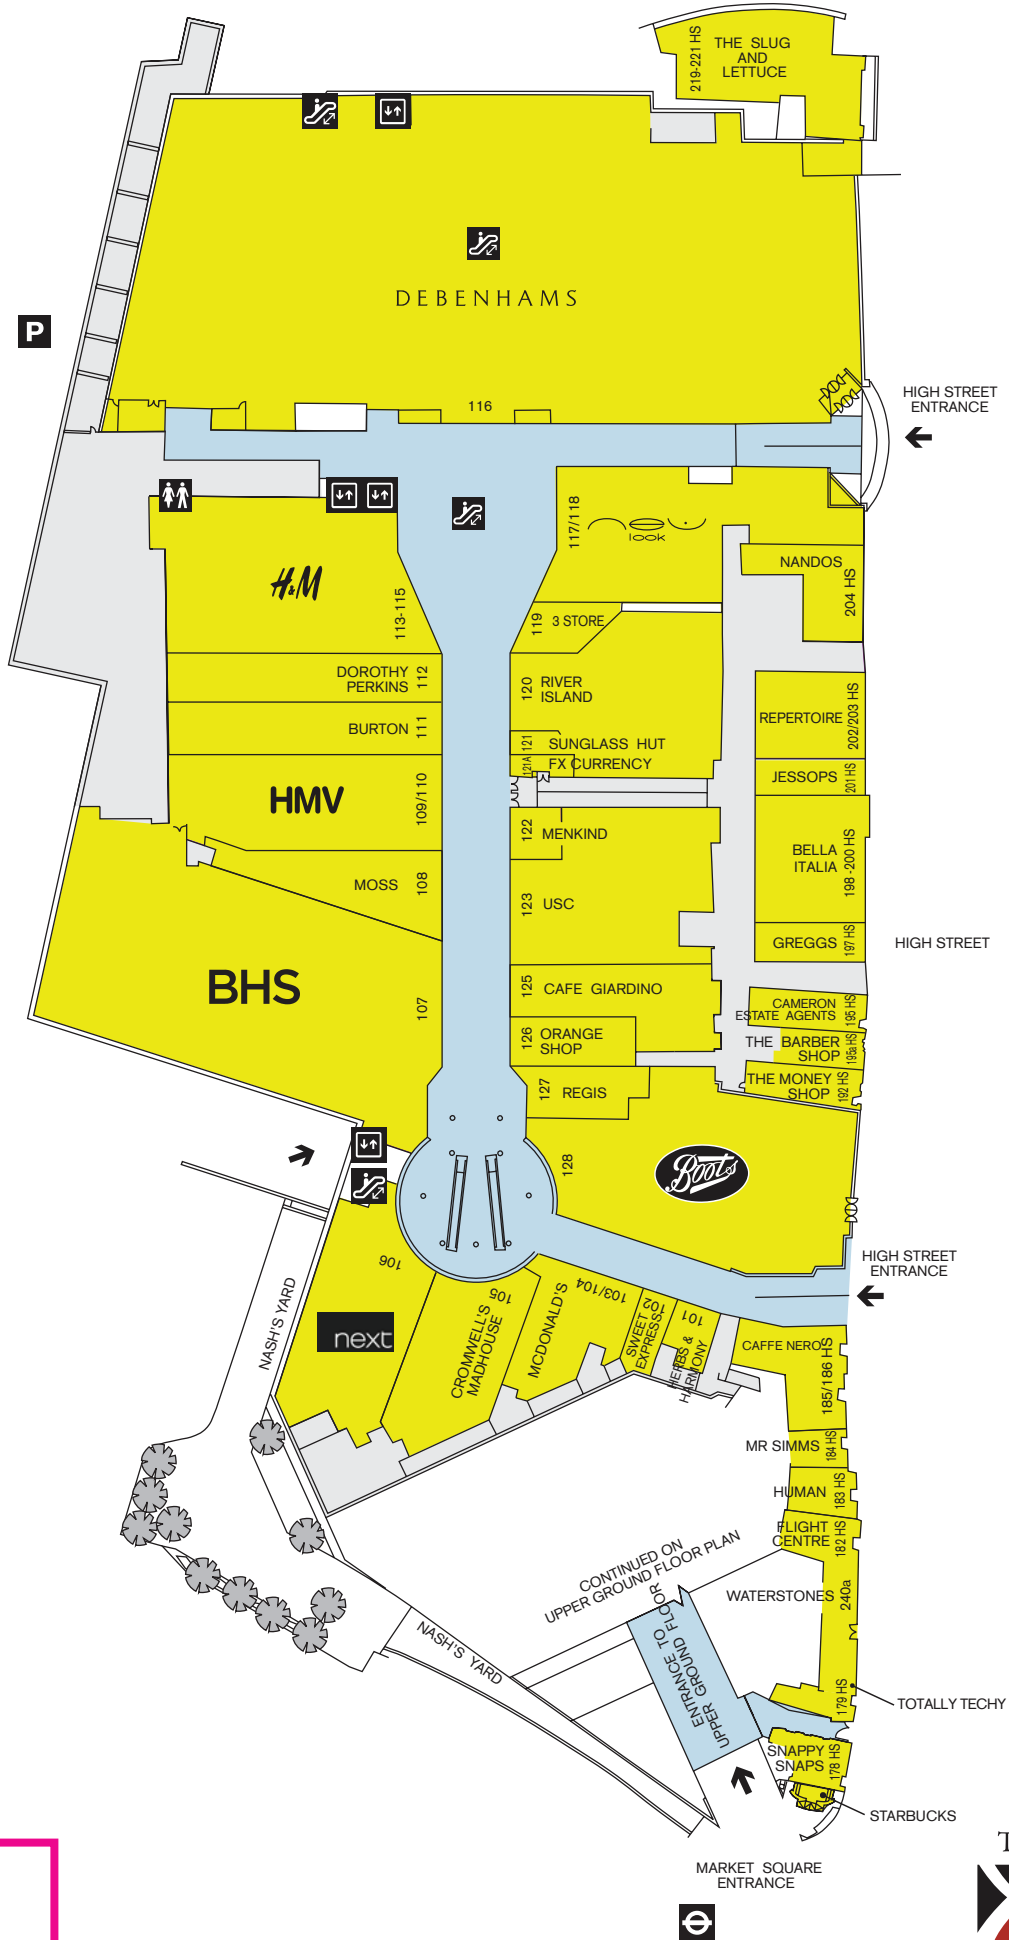 219-221 HS
THE SLUG
AND
LETTUCE
DEBENHAMS
P
116
HIGH STREET
ENTRANCE
117/118
look
H&M
113-115
NANDOS
204 HS
119
3 STORE
DOROTHY
PERKINS
112
120
RIVER
ISLAND
REPERTOIRE
202/203 HS
BURTON
111
121
SUNGLASS HUT
121A
FX CURRENCY
JESSOPS
201 HS
HMV
109/110
122
MENKIND
BELLA
ITALIA
198-200 HS
MOSS
108
123
USC
GREGGS
197 HS
HIGH STREET
BHS
107
125
CAFE GIARDINO
CAMERON
ESTATE AGENTS
195 HS
126
ORANGE
SHOP
THE BARBER
SHOP
195a HS
127
REGIS
THE MONEY
SHOP
192 HS
128
Boots
106
HIGH STREET
ENTRANCE
NASH'S YARD
next
105
CROMWELL'S
MADHOUSE
103/104
MCDONALD'S
102
SWEET
EXPRESS
101
HERBS &
HARMONY
CAFFE NERO
185/186 HS
MR SIMMS
184 HS
HUMAN
183 HS
FLIGHT
CENTRE
182 HS
CONTINUED ON
UPPER GROUND FLOOR PLAN
WATERSTONES
240a
ENTRANCE TO
UPPER GROUND FLOOR
NASH'S YARD
179 HS
TOTALLY TECHY
SNAPPY
SNAPS
178 HS
STARBUCKS
MARKET SQUARE
ENTRANCE
T